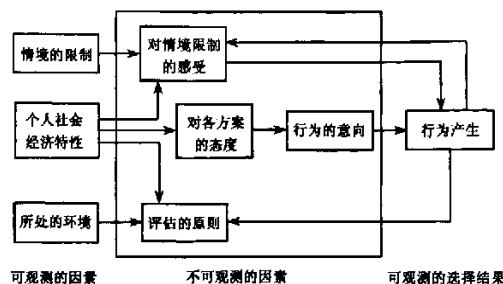 情境的限制
对情境限制
的感受
个人社会
经济特性
对各方案
的态度
行为的意向
行为产生
所处的环境
评估的原则
可观测的因素
不可观测的因素
可观测的选择结果